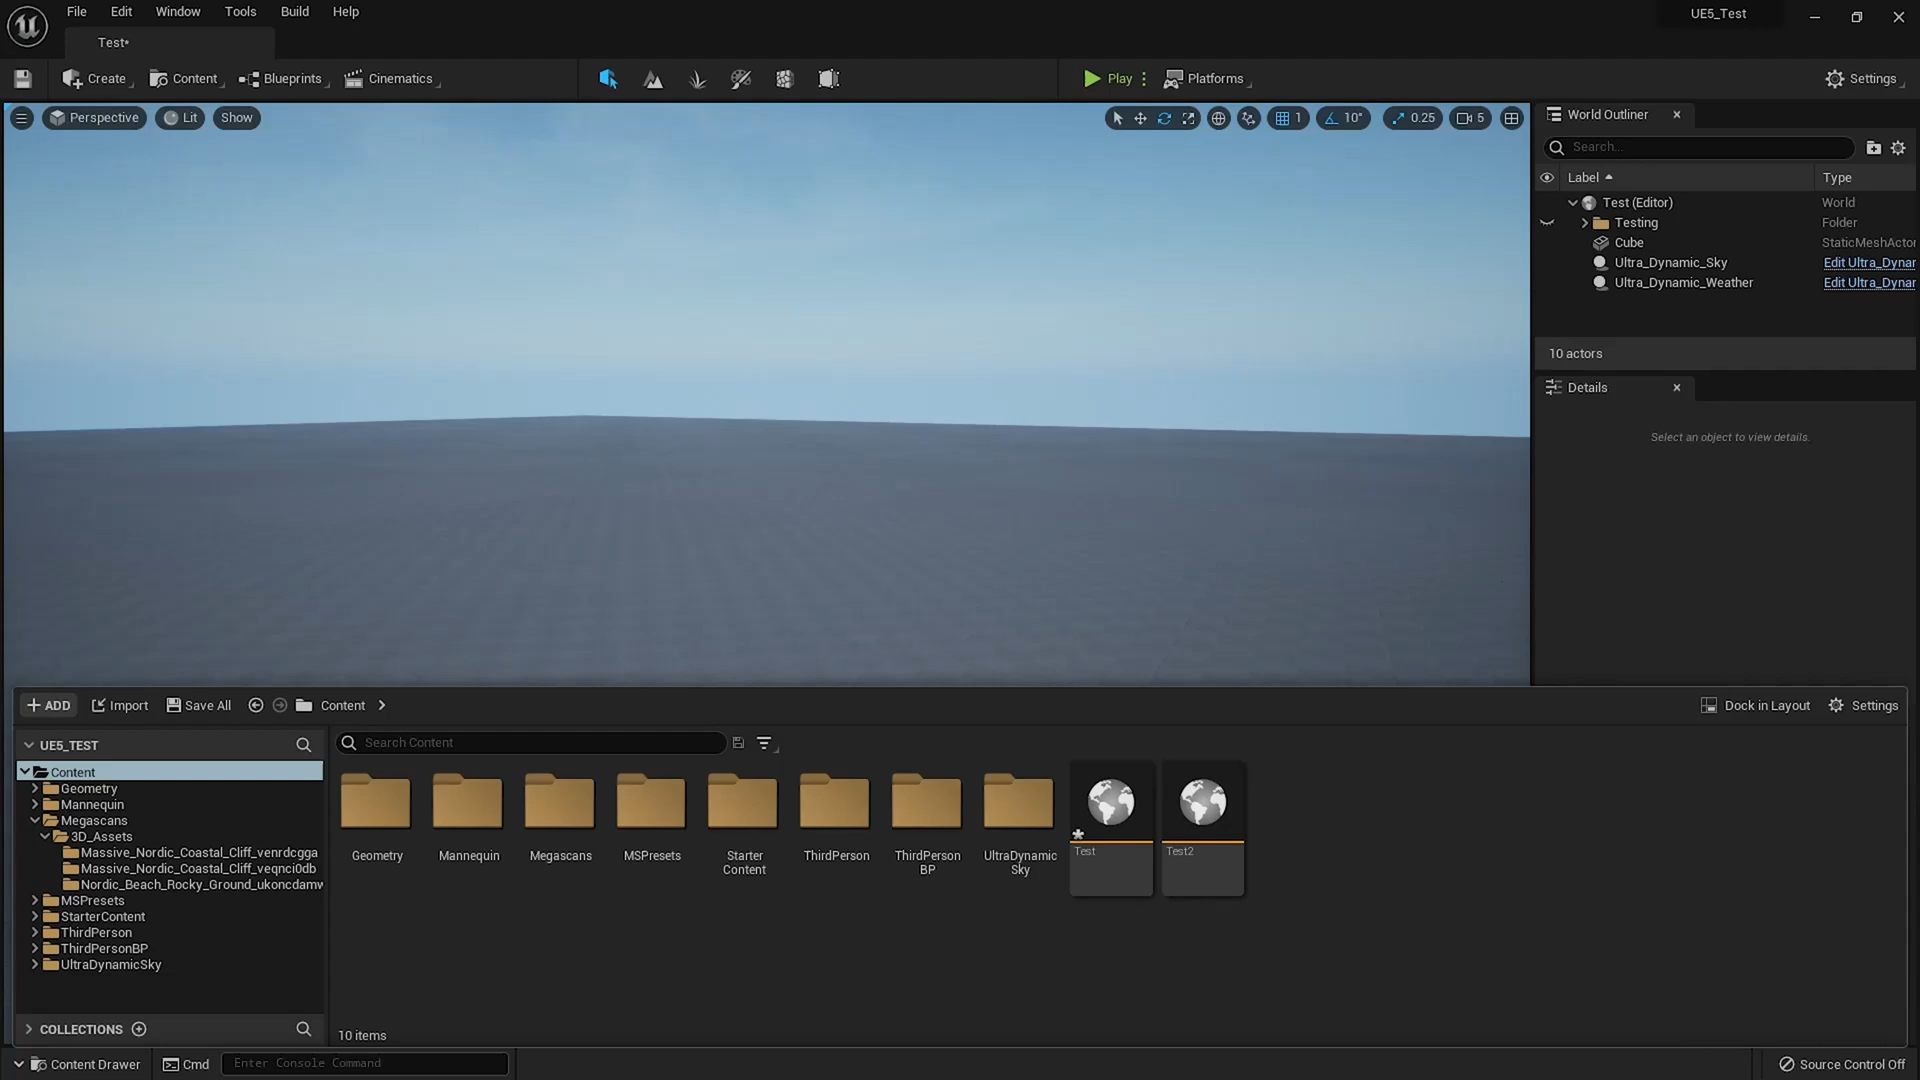 File Edit Window Tools Build Help
UE5_Test
Test*
Create Content Blueprints Cinematics Play Platforms Settings
Perspective Lit Show 1 10° 0.25 5
World Outliner
Search...
Label Type
Test (Editor) World
Testing Folder
Cube StaticMeshActor
Ultra_Dynamic_Sky Edit Ultra_Dynar
Ultra_Dynamic_Weather Edit Ultra_Dynar
10 actors
Details
Select an object to view details.
ADD Import Save All Content Dock in Layout Settings
UE5_TEST
Search Content
Content
Geometry
Mannequin
Megascans
3D_Assets
Massive_Nordic_Coastal_Cliff_venrdcgga
Massive_Nordic_Coastal_Cliff_veqnci0db
Nordic_Beach_Rocky_Ground_ukoncdamw
MSPresets
StarterContent
ThirdPerson
ThirdPersonBP
UltraDynamicSky
Geometry
Mannequin
Megascans
MSPresets
Starter
Content
ThirdPerson
ThirdPerson
BP
UltraDynamic
Sky
Test
Test2
COLLECTIONS
10 items
Content Drawer Cmd Enter Console Command Source Control Off